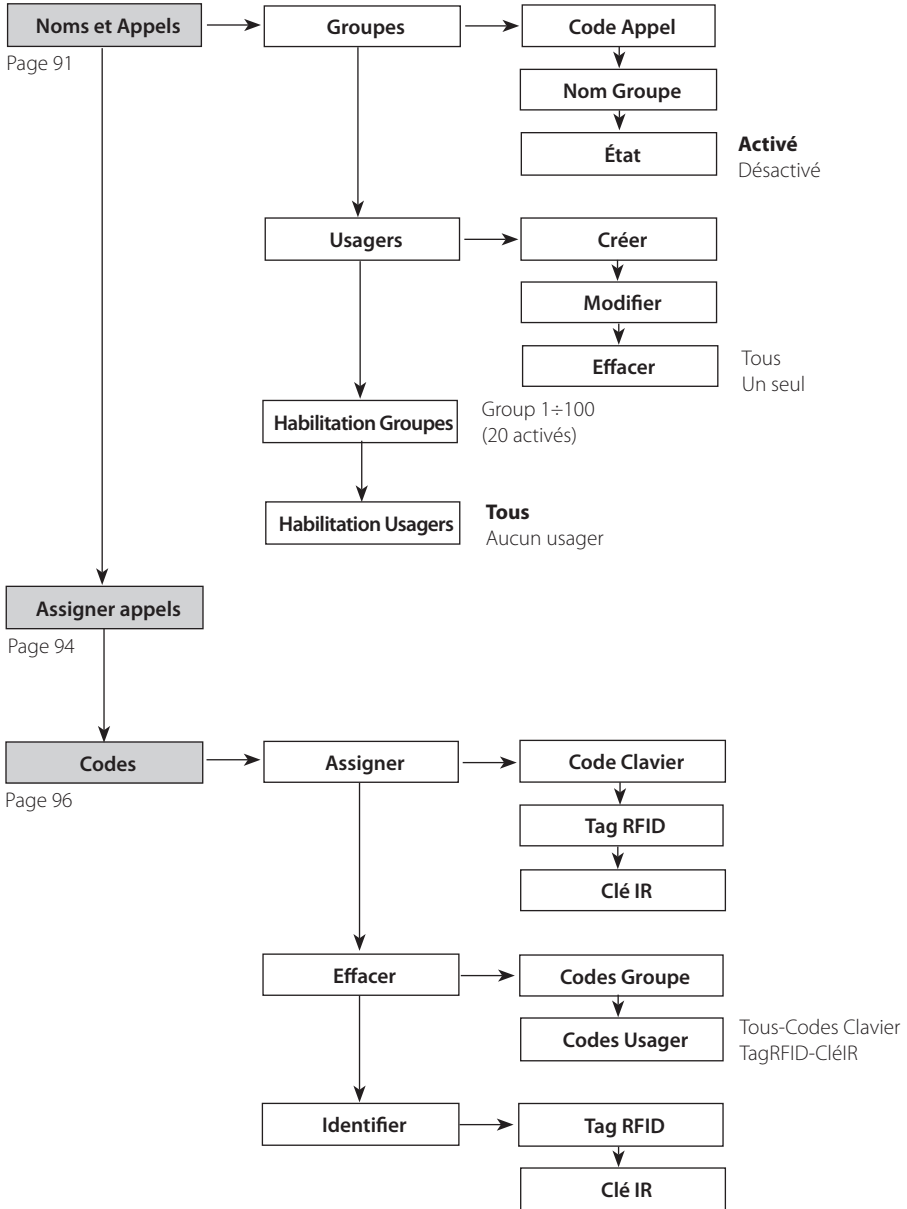 Noms et Appels
Groupes
Code Appel
Page 91
Nom Groupe
État
Activé
Désactivé
Usagers
Créer
Modifier
Effacer
Tous
Un seul
Habilitation Groupes
Group 1÷100
(20 activés)
Habilitation Usagers
Tous
Aucun usager
Assigner appels
Page 94
Codes
Assigner
Code Clavier
Page 96
Tag RFID
Clé IR
Effacer
Codes Groupe
Codes Usager
Tous-Codes Clavier
TagRFID-CléIR
Identifier
Tag RFID
Clé IR